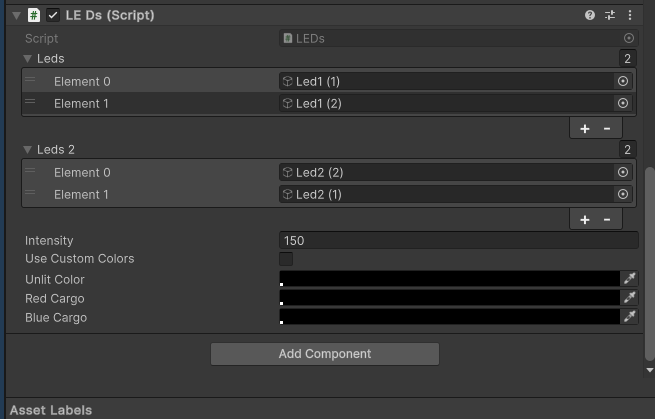 LE Ds (Script)
Script LEDs
Leds 2
Element 0 Led1 (1)
Element 1 Led1 (2)
+ -
Leds 2 2
Element 0 Led2 (2)
Element 1 Led2 (1)
+ -
Intensity 150
Use Custom Colors
Unlit Color
Red Cargo
Blue Cargo
Add Component
Asset Labels